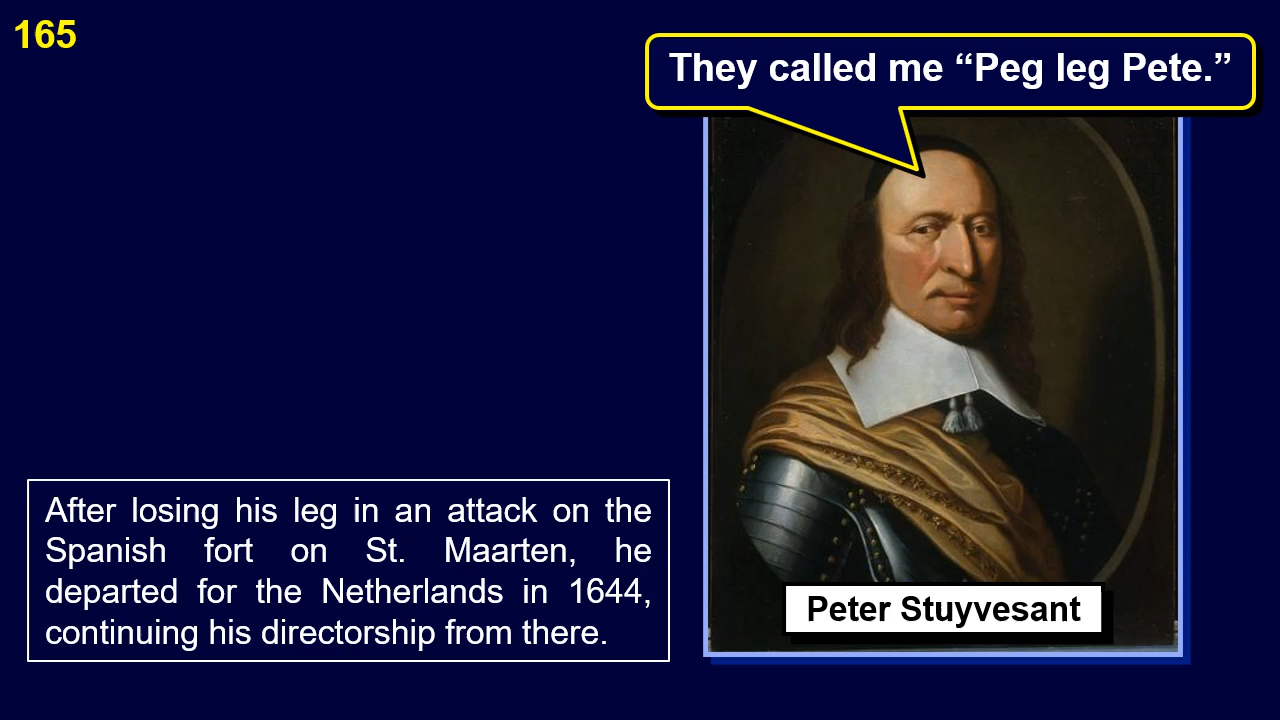 165
They called me “Peg leg Pete.”
After losing his leg in an attack on the
Spanish fort on St. Maarten, he
departed for the Netherlands in 1644,
continuing his directorship from there.
Peter Stuyvesant